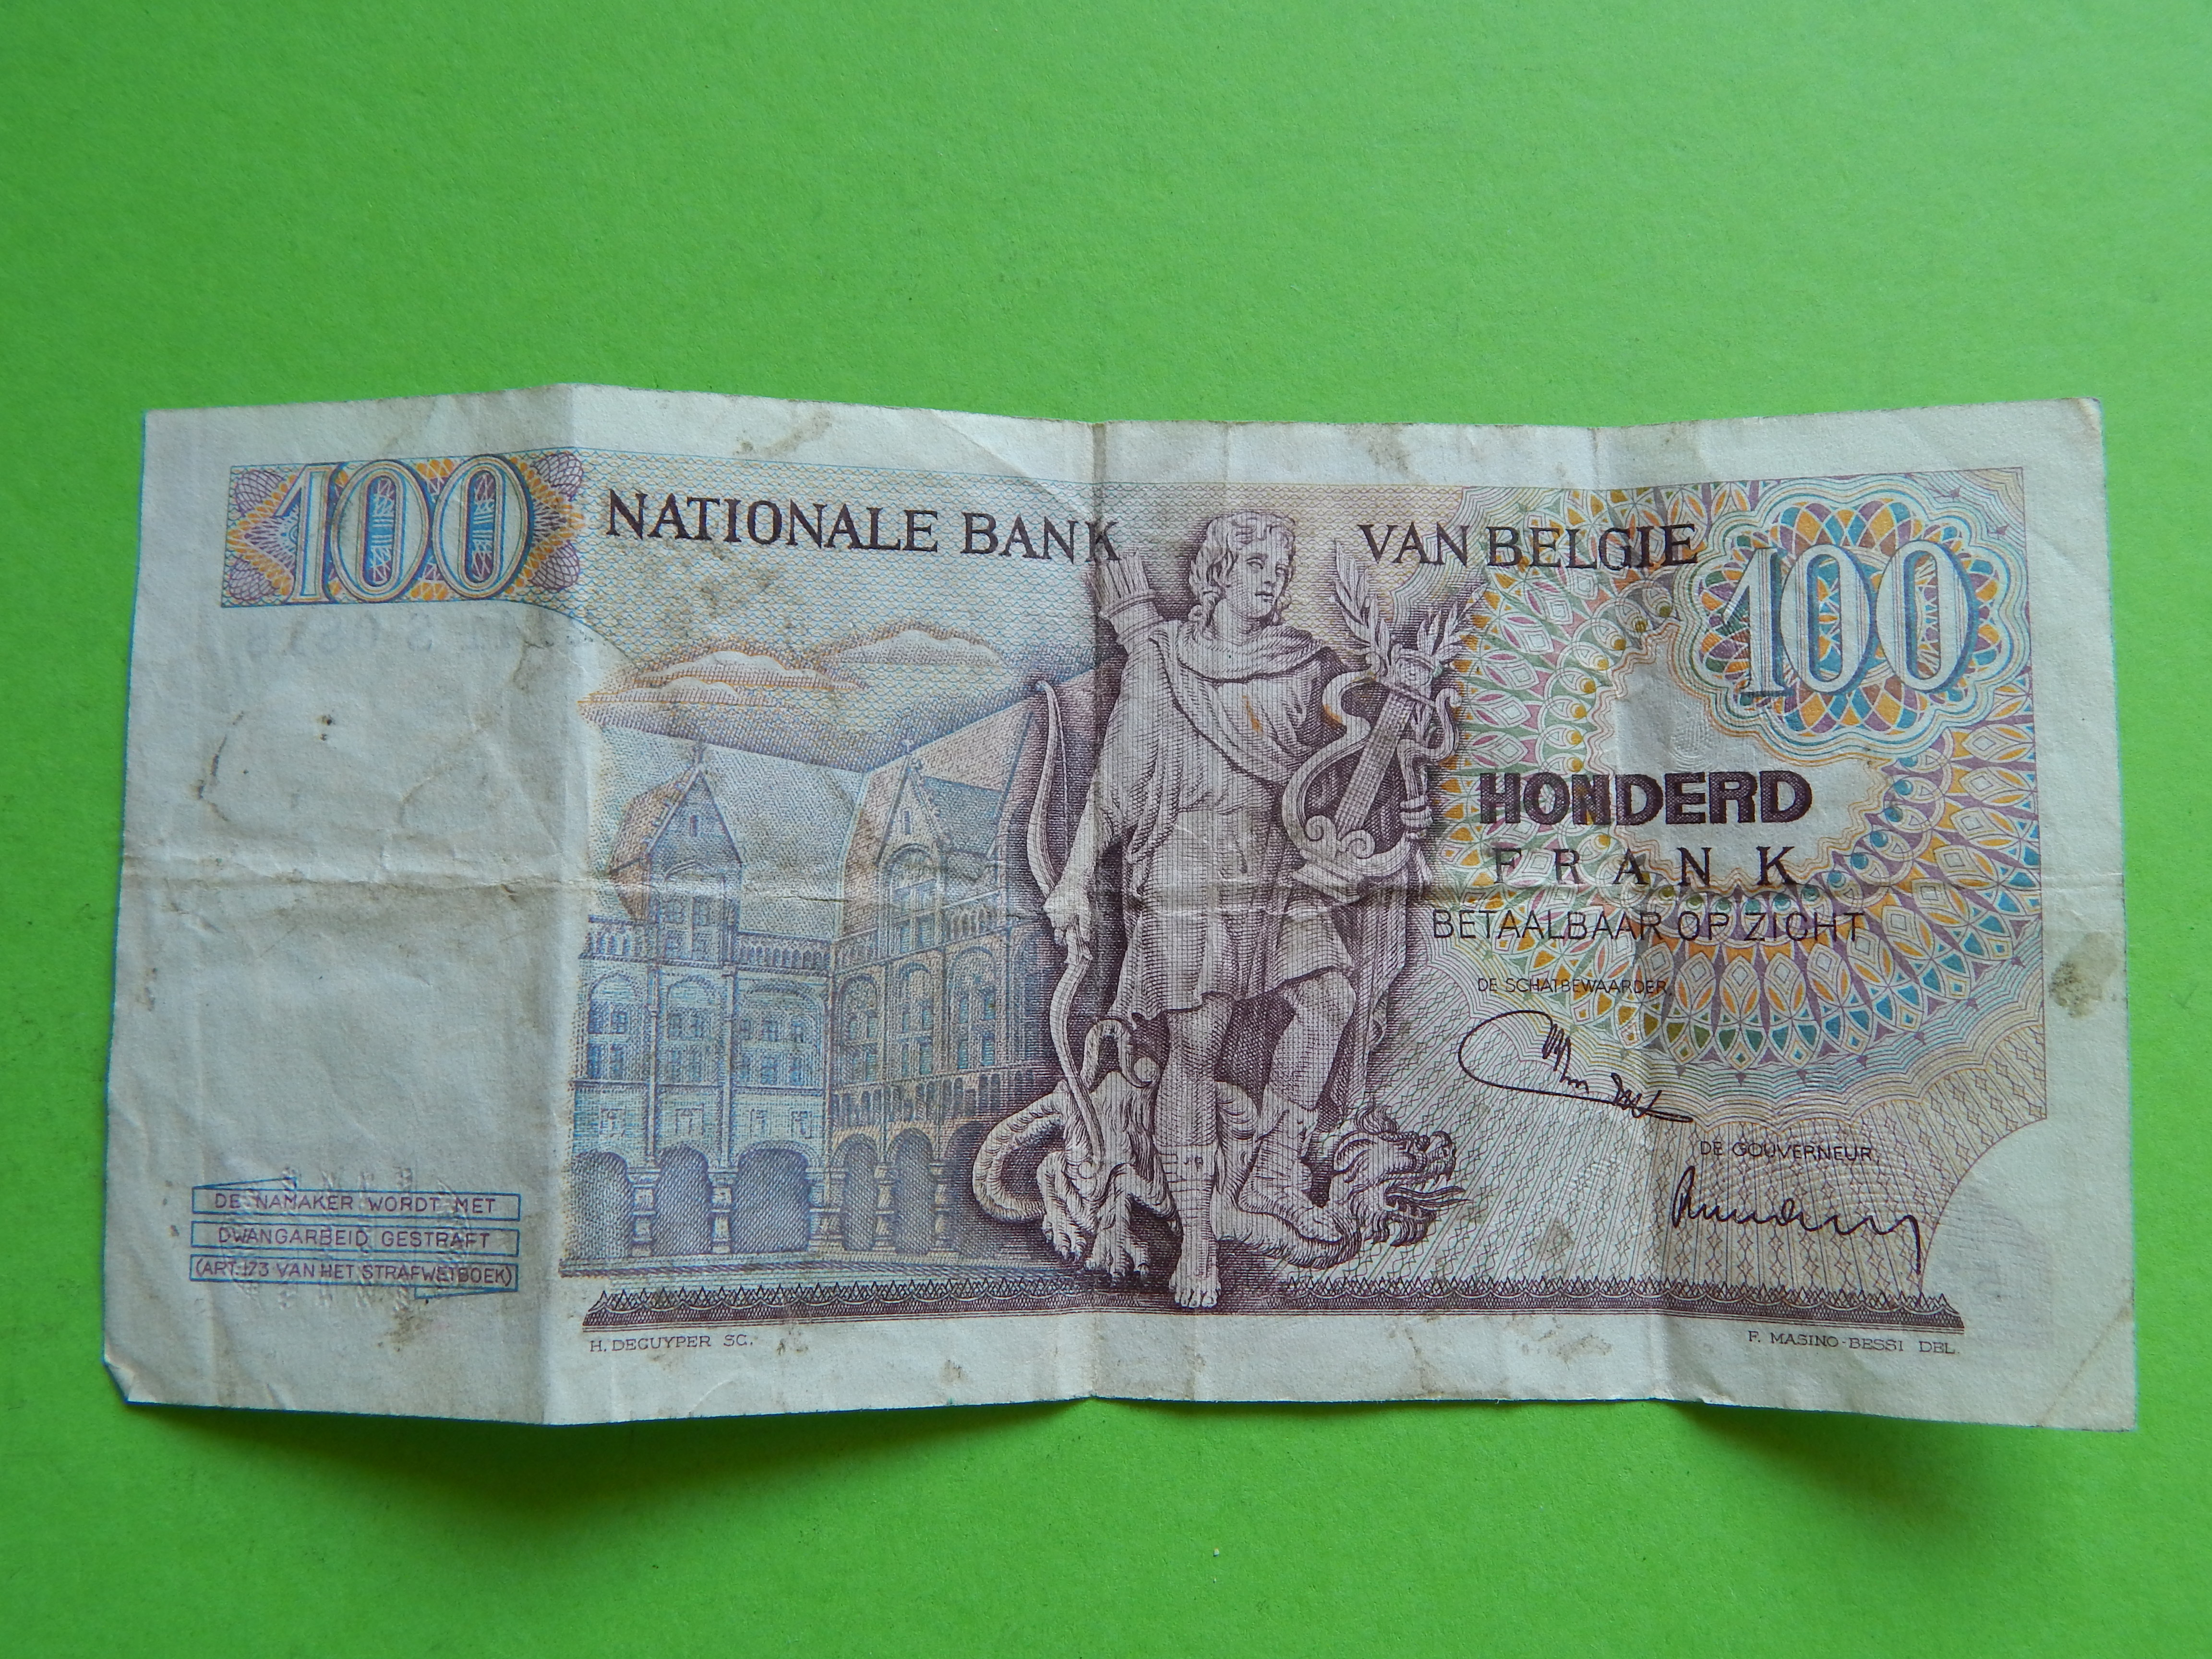 100
NATIONALE BANK VAN BELGIE
100
HONDERD
FRANK
BETAALBAAR OP ZICHT
DE SCHATBEWAARDER,
DE GOUVERNEUR,
DE NAMAKER WORDT MET
DWANGARBEID GESTRAFT
(ART. 173 VAN HET STRAFWETBOEK)
H. DECUYPER SC.
F. MASINO-BESSI DEL.